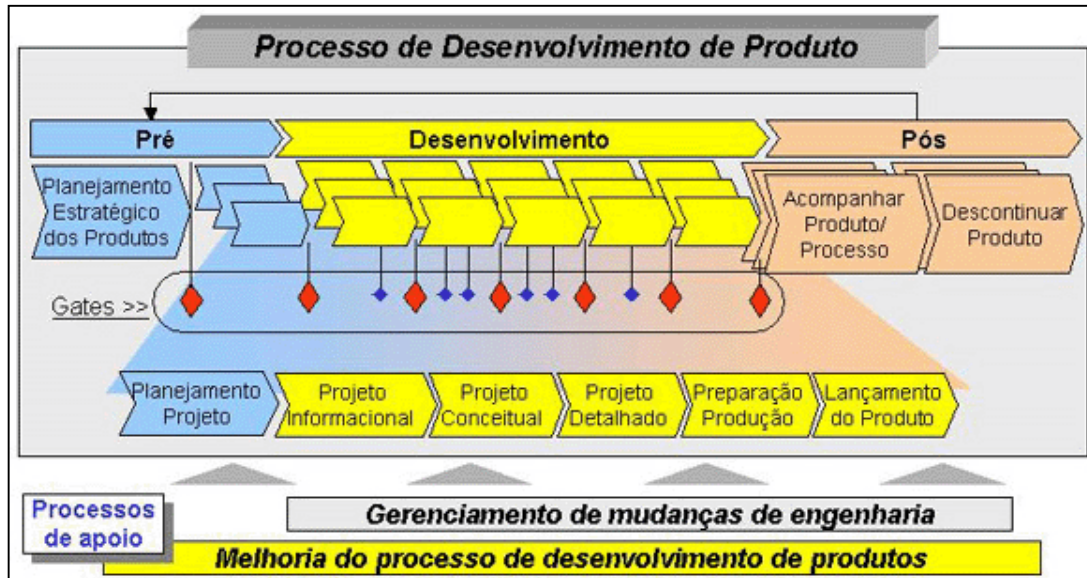 Processo de Desenvolvimento de Produto
Pré
Desenvolvimento
Pós
Planejamento
Estratégico
dos Produtos
Acompanhar
Produto/
Processo
Descontinuar
Produto
Gates >>
Planejamento
Projeto
Projeto
Informacional
Projeto
Conceitual
Projeto
Detalhado
Preparação
Produção
Lançamento
do Produto
Processos
de apoio
Gerenciamento de mudanças de engenharia
Melhoria do processo de desenvolvimento de produtos